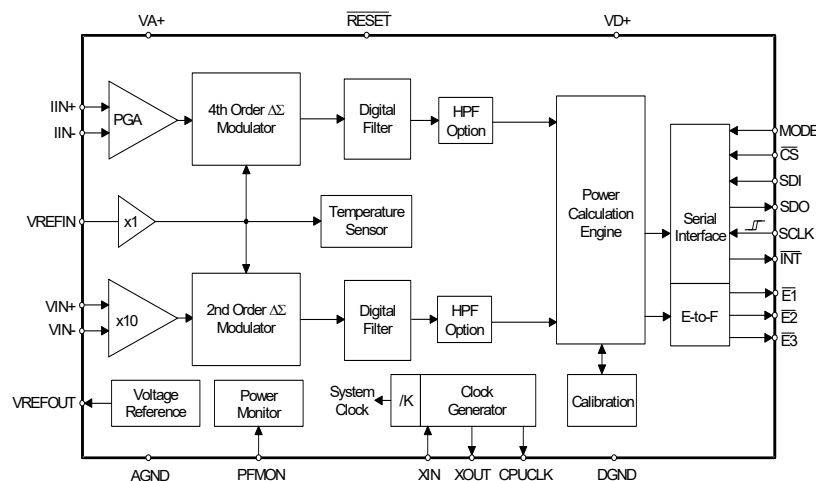 VA+
RESET
VD+
IIN+
IIN-
PGA
4th Order ΔΣ
Modulator
Digital
Filter
HPF
Option
Power
Calculation
Engine
Serial
Interface
MODE
CS
SDI
SDO
SCLK
INT
VREFIN
x1
Temperature
Sensor
VIN+
VIN-
x10
2nd Order ΔΣ
Modulator
Digital
Filter
HPF
Option
E-to-F
E1
E2
E3
VREFOUT
Voltage
Reference
Power
Monitor
System
Clock
/K
Clock
Generator
Calibration
AGND
PFMON
XIN
XOUT
CPUCLK
DGND